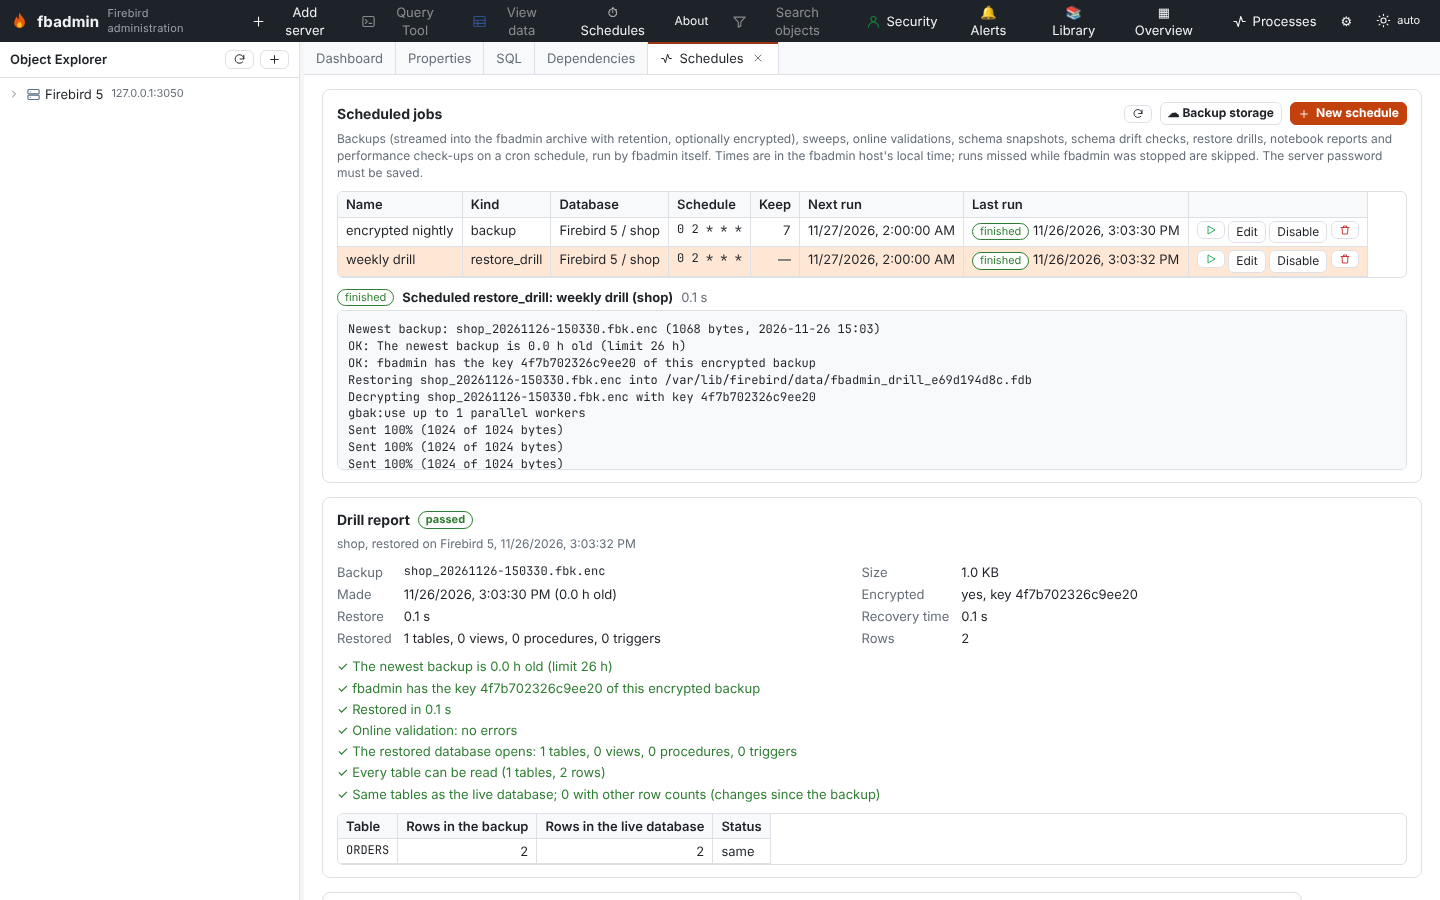 fbadmin Firebird administration
Add server
Query Tool
View data
Schedules
About
Search objects
Security
Alerts
Library
Overview
Processes
auto
Object Explorer
Firebird 5 127.0.0.1:3050
Dashboard Properties SQL Dependencies Schedules
Scheduled jobs
Backup storage
New schedule
Backups (streamed into the fbadmin archive with retention, optionally encrypted), sweeps, online validations, schema snapshots, schema drift checks, restore drills, notebook reports and
performance check-ups on a cron schedule, run by fbadmin itself. Times are in the fbadmin host's local time; runs missed while fbadmin was stopped are skipped. The server password
must be saved.
Name Kind Database Schedule Keep Next run Last run
encrypted nightly backup Firebird 5 / shop 0 2 * * * 7 11/27/2026, 2:00:00 AM finished 11/26/2026, 3:03:30 PM Edit Disable
weekly drill restore_drill Firebird 5 / shop 0 2 * * * — 11/27/2026, 2:00:00 AM finished 11/26/2026, 3:03:32 PM Edit Disable
finished Scheduled restore_drill: weekly drill (shop) 0.1 s
Newest backup: shop_20261126-150330.fbk.enc (1068 bytes, 2026-11-26 15:03)
OK: The newest backup is 0.0 h old (limit 26 h)
OK: fbadmin has the key 4f7b702326c9ee20 of this encrypted backup
Restoring shop_20261126-150330.fbk.enc into /var/lib/firebird/data/fbadmin_drill_e69d194d8c.fdb
Decrypting shop_20261126-150330.fbk.enc with key 4f7b702326c9ee20
gbak:use up to 1 parallel workers
Sent 100% (1024 of 1024 bytes)
Sent 100% (1024 of 1024 bytes)
Sent 100% (1024 of 1024 bytes)
Drill report passed
shop, restored on Firebird 5, 11/26/2026, 3:03:32 PM
Backup shop_20261126-150330.fbk.enc Size 1.0 KB
Made 11/26/2026, 3:03:30 PM (0.0 h old) Encrypted yes, key 4f7b702326c9ee20
Restore 0.1 s Recovery time 0.1 s
Restored 1 tables, 0 views, 0 procedures, 0 triggers Rows 2
✓ The newest backup is 0.0 h old (limit 26 h)
✓ fbadmin has the key 4f7b702326c9ee20 of this encrypted backup
✓ Restored in 0.1 s
✓ Online validation: no errors
✓ The restored database opens: 1 tables, 0 views, 0 procedures, 0 triggers
✓ Every table can be read (1 tables, 2 rows)
✓ Same tables as the live database; 0 with other row counts (changes since the backup)
Table Rows in the backup Rows in the live database Status
ORDERS 2 2 same